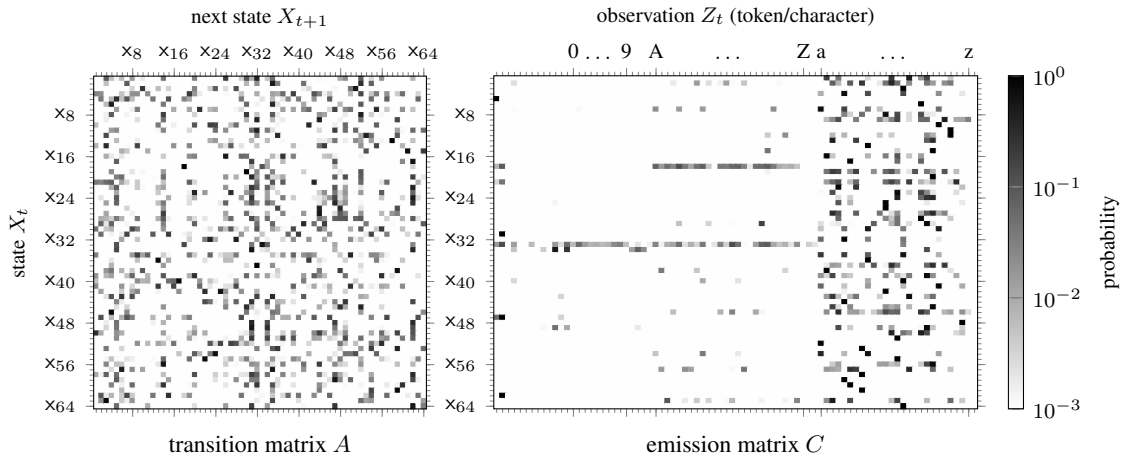 next state X_{t+1}
observation Z_t (token/character)
x8 x16 x24 x32 x40 x48 x56 x64
0 . . . 9 A . . . Z a . . . z
state X_t
x8
x16
x24
x32
x40
x48
x56
x64
x8
x16
x24
x32
x40
x48
x56
x64
10^0
10^{-1}
10^{-2}
10^{-3}
probability
transition matrix A
emission matrix C